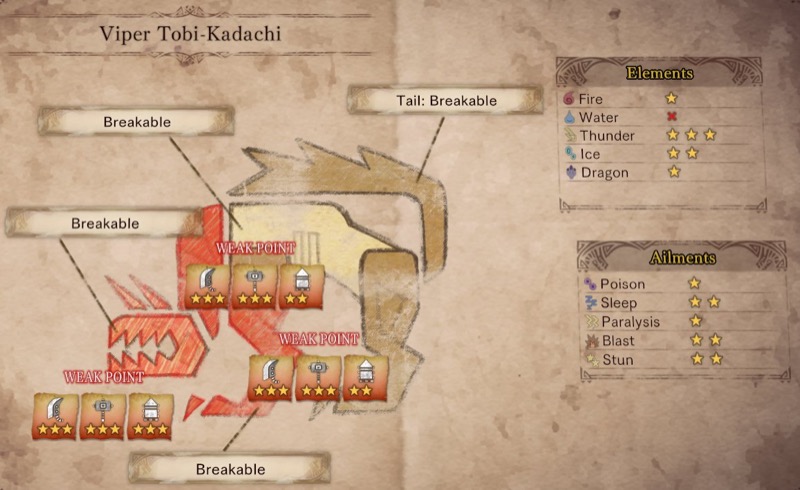 Viper Tobi-Kadachi
Breakable
Tail: Breakable
Breakable
WEAK POINT
WEAK POINT
WEAK POINT
Breakable
Elements
Fire
Water
Thunder
Ice
Dragon
Ailments
Poison
Sleep
Paralysis
Blast
Stun